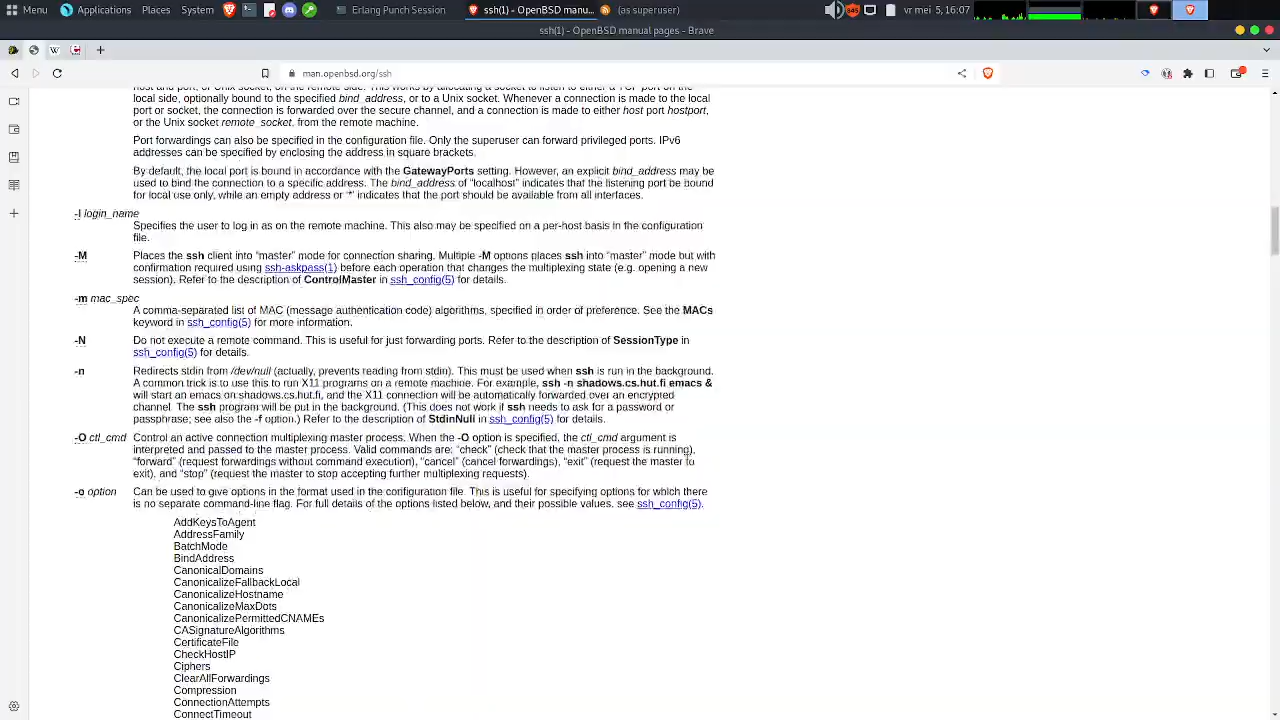 Menu Applications Places System Erlang Punch Session ssh(1) - OpenBSD manu... (as superuser) 845 vr mei 5, 16:07
ssh(1) - OpenBSD manual pages - Brave
man.openbsd.org/ssh
host and port, or Unix socket, on the remote side. This works by allocating a socket to listen to either a TCP port on the
local side, optionally bound to the specified bind_address, or to a Unix socket. Whenever a connection is made to the local
port or socket, the connection is forwarded over the secure channel, and a connection is made to either host port hostport,
or the Unix socket remote_socket, from the remote machine.
Port forwardings can also be specified in the configuration file. Only the superuser can forward privileged ports. IPv6
addresses can be specified by enclosing the address in square brackets.
By default, the local port is bound in accordance with the GatewayPorts setting. However, an explicit bind_address may be
used to bind the connection to a specific address. The bind_address of “localhost” indicates that the listening port be bound
for local use only, while an empty address or ‘*’ indicates that the port should be available from all interfaces.
-l login_name
Specifies the user to log in as on the remote machine. This also may be specified on a per-host basis in the configuration
file.
-M Places the ssh client into “master” mode for connection sharing. Multiple -M options places ssh into “master” mode but with
confirmation required using ssh-askpass(1) before each operation that changes the multiplexing state (e.g. opening a new
session). Refer to the description of ControlMaster in ssh_config(5) for details.
-m mac_spec
A comma-separated list of MAC (message authentication code) algorithms, specified in order of preference. See the MACs
keyword in ssh_config(5) for more information.
-N Do not execute a remote command. This is useful for just forwarding ports. Refer to the description of SessionType in
ssh_config(5) for details.
-n Redirects stdin from /dev/null (actually, prevents reading from stdin). This must be used when ssh is run in the background.
A common trick is to use this to run X11 programs on a remote machine. For example, ssh -n shadows.cs.hut.fi emacs &
will start an emacs on shadows.cs.hut.fi, and the X11 connection will be automatically forwarded over an encrypted
channel. The ssh program will be put in the background. (This does not work if ssh needs to ask for a password or
passphrase; see also the -f option.) Refer to the description of StdinNull in ssh_config(5) for details.
-O ctl_cmd Control an active connection multiplexing master process. When the -O option is specified, the ctl_cmd argument is
interpreted and passed to the master process. Valid commands are: “check” (check that the master process is running),
“forward” (request forwardings without command execution), “cancel” (cancel forwardings), “exit” (request the master to
exit), and “stop” (request the master to stop accepting further multiplexing requests).
-o option Can be used to give options in the format used in the configuration file. This is useful for specifying options for which there
is no separate command-line flag. For full details of the options listed below, and their possible values, see ssh_config(5).
AddKeysToAgent
AddressFamily
BatchMode
BindAddress
CanonicalDomains
CanonicalizeFallbackLocal
CanonicalizeHostname
CanonicalizeMaxDots
CanonicalizePermittedCNAMEs
CASignatureAlgorithms
CertificateFile
CheckHostIP
Ciphers
ClearAllForwardings
Compression
ConnectionAttempts
ConnectTimeout